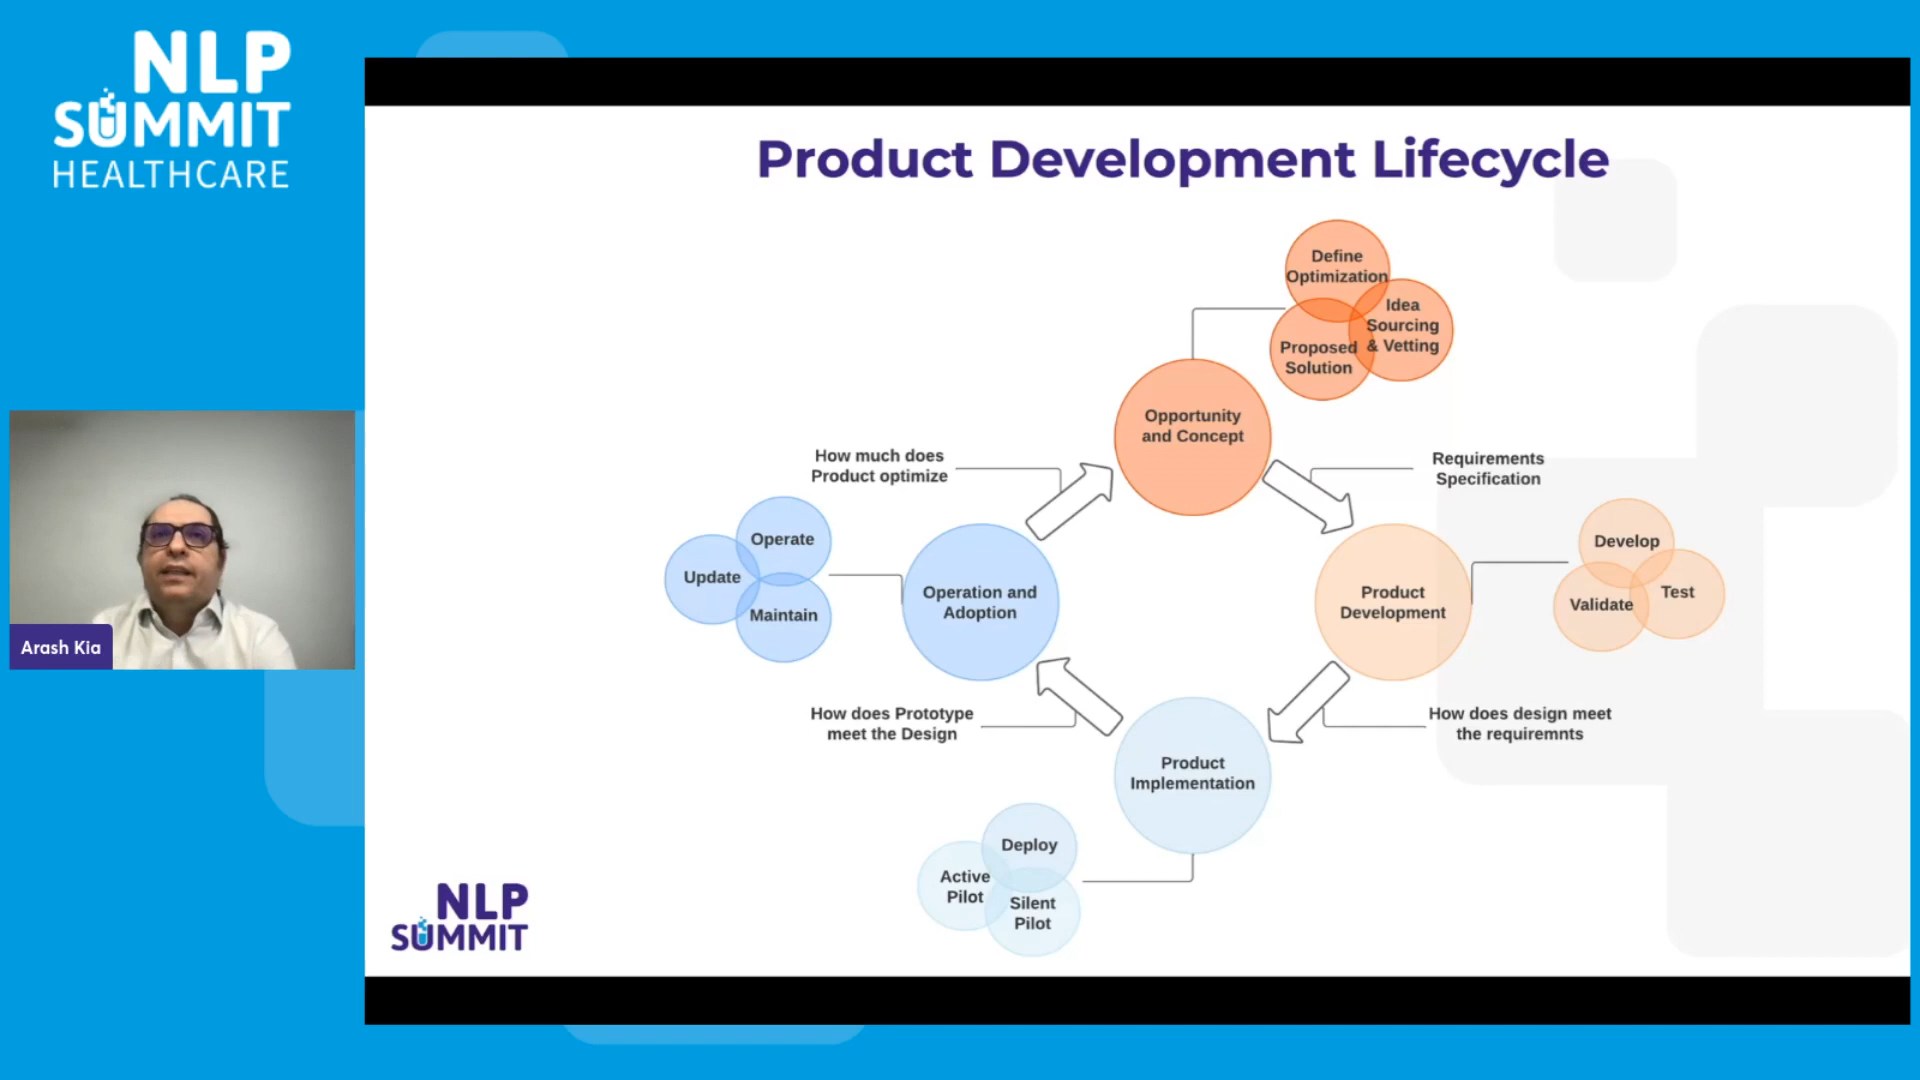 NLP
SUMMIT
HEALTHCARE
Arash Kia
Product Development Lifecycle
Define
Optimization
Idea
Sourcing
& Vetting
Proposed
Solution
Opportunity
and Concept
How much does
Product optimize
Requirements
Specification
Operate
Update
Maintain
Operation and
Adoption
Product
Development
Develop
Test
Validate
How does Prototype
meet the Design
How does design meet
the requiremnts
Product
Implementation
Deploy
Active
Pilot
Silent
Pilot
NLP
SUMMIT